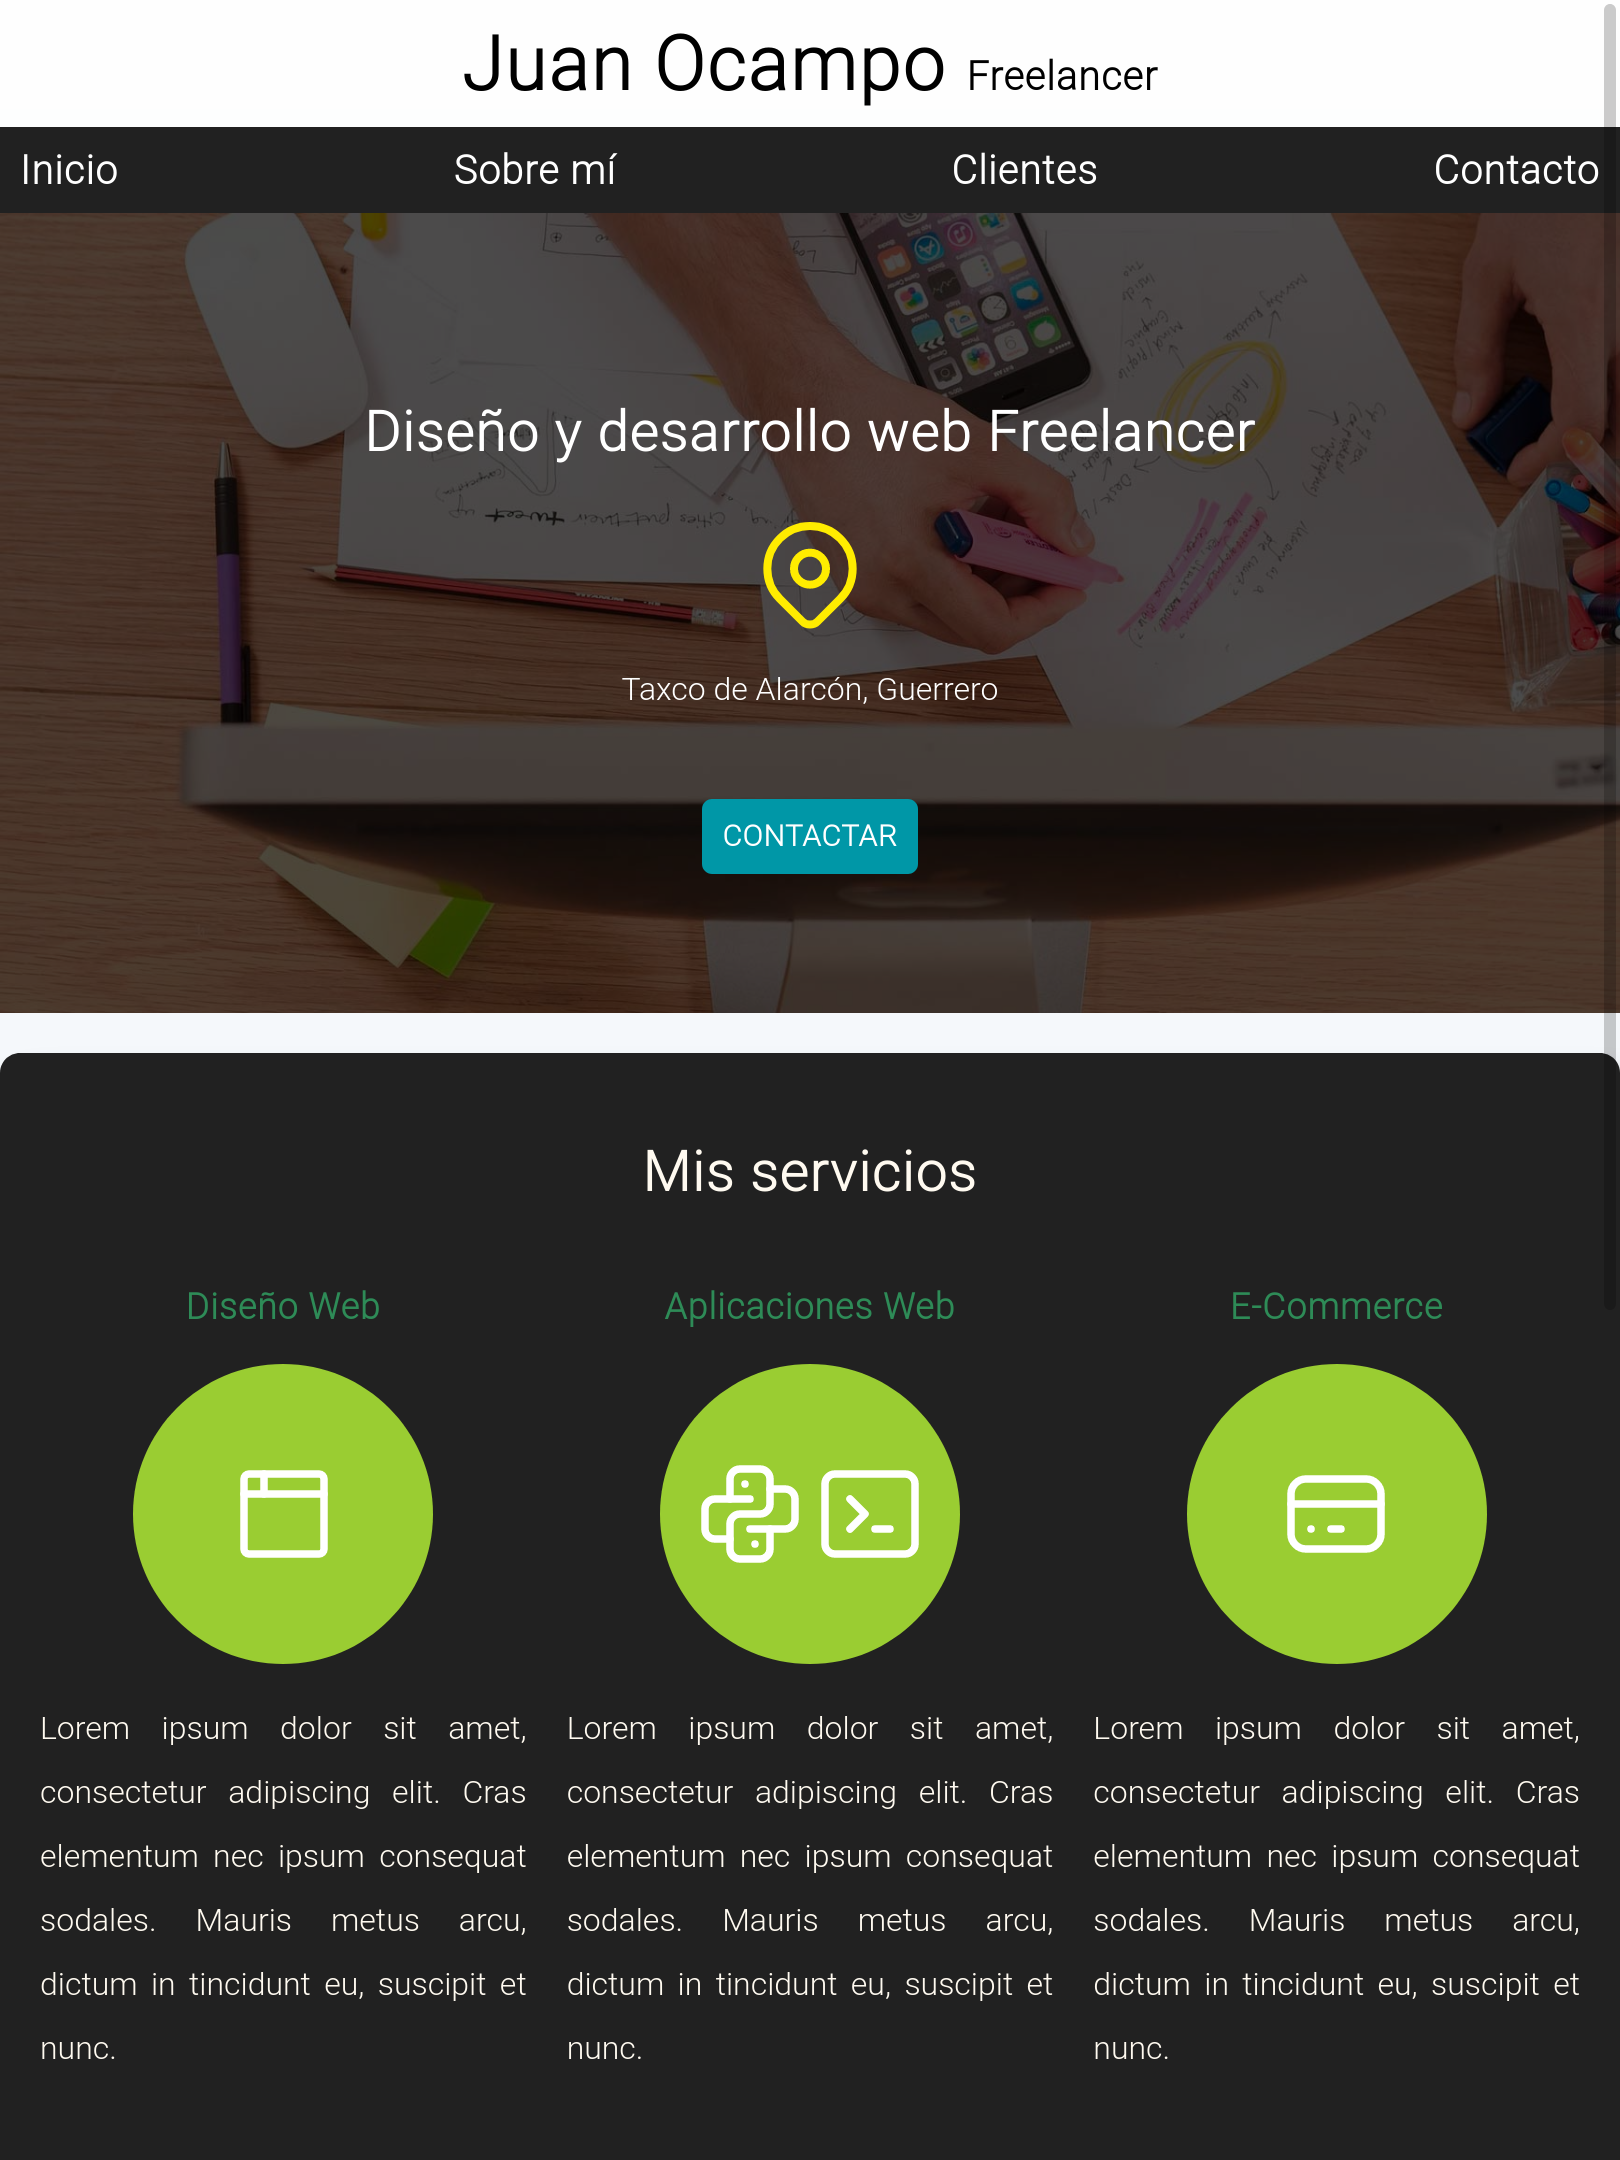 Juan Ocampo Freelancer
Inicio Sobre mí Clientes Contacto
Diseño y desarrollo web Freelancer
Taxco de Alarcón, Guerrero
CONTACTAR
Mis servicios
Diseño Web
Lorem ipsum dolor sit amet,
consectetur adipiscing elit. Cras
elementum nec ipsum consequat
sodales. Mauris metus arcu,
dictum in tincidunt eu, suscipit et
nunc.
Aplicaciones Web
Lorem ipsum dolor sit amet,
consectetur adipiscing elit. Cras
elementum nec ipsum consequat
sodales. Mauris metus arcu,
dictum in tincidunt eu, suscipit et
nunc.
E-Commerce
Lorem ipsum dolor sit amet,
consectetur adipiscing elit. Cras
elementum nec ipsum consequat
sodales. Mauris metus arcu,
dictum in tincidunt eu, suscipit et
nunc.